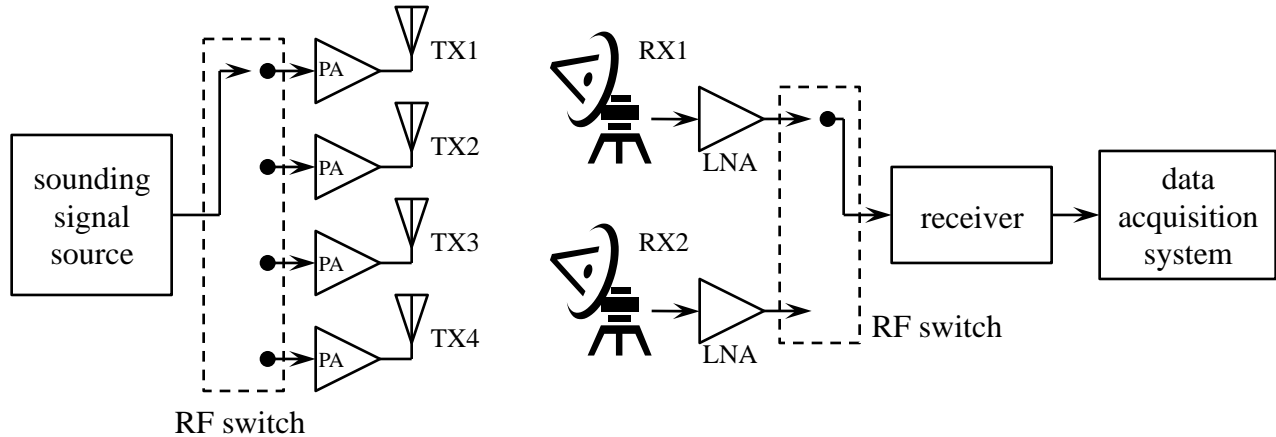 sounding
signal
source
RF switch
PA
TX1
PA
TX2
PA
TX3
PA
TX4
RX1
LNA
RX2
LNA
RF switch
receiver
data
acquisition
system